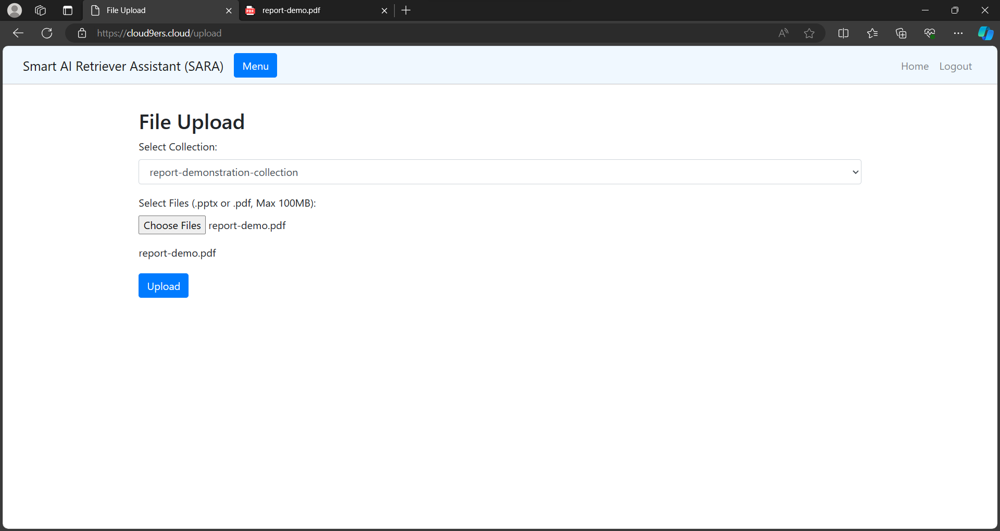 File Upload
report-demo.pdf
https://cloud9ers.cloud/upload
Smart AI Retriever Assistant (SARA)
Menu
Home
Logout
File Upload
Select Collection:
report-demonstration-collection
Select Files (.pptx or .pdf, Max 100MB):
Choose Files report-demo.pdf
report-demo.pdf
Upload